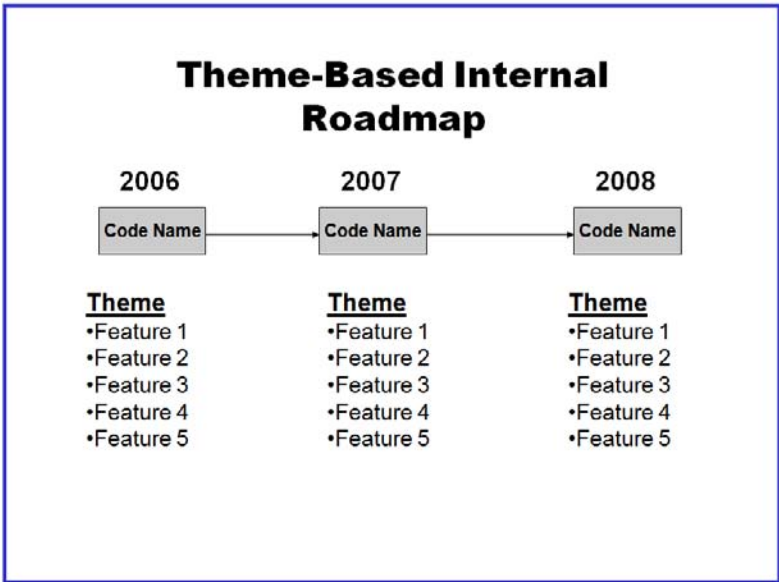 Theme-Based Internal
Roadmap
2006 2007 2008
Code Name Code Name Code Name
Theme Theme Theme
•Feature 1 •Feature 1 •Feature 1
•Feature 2 •Feature 2 •Feature 2
•Feature 3 •Feature 3 •Feature 3
•Feature 4 •Feature 4 •Feature 4
•Feature 5 •Feature 5 •Feature 5